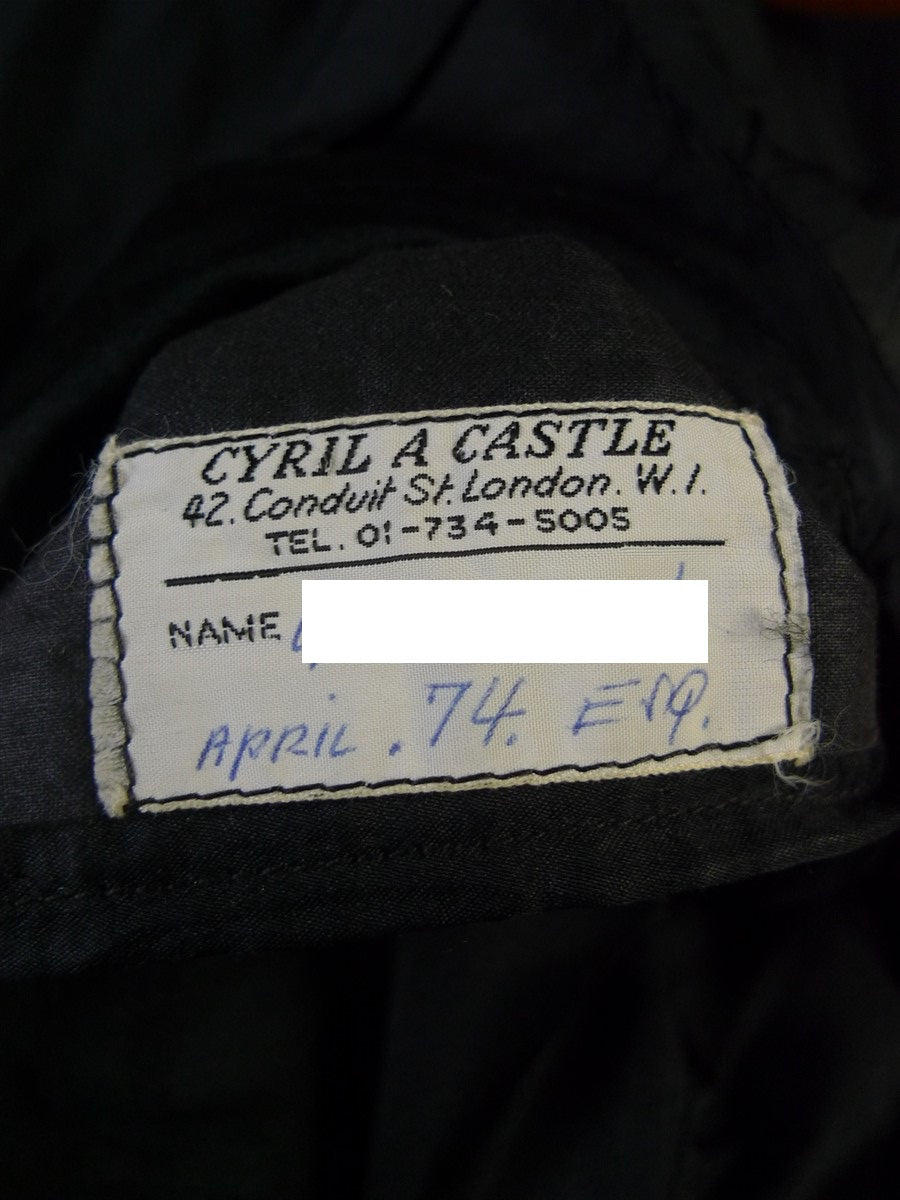 CYRIL A CASTLE
42. Conduit St. London. W.1.
TEL. 01-734-5005
NAME
APRIL . 74. ESQ.